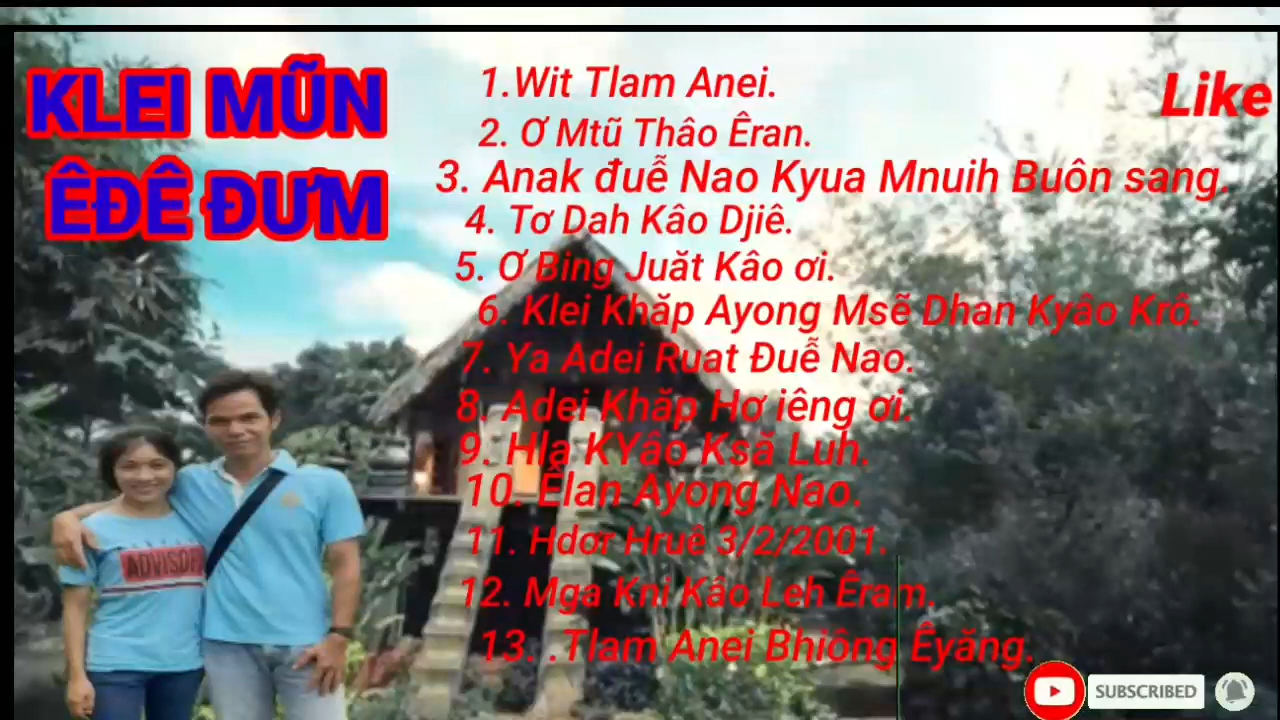 KLEI MŨN
ÊĐÊ ĐƯM
1.Wit Tlam Anei.
2. Ơ Mtũ Thâo Êran.
3. Anak đuễ Nao Kyua Mnuih Buôn sang.
4. Tơ Dah Kâo Djiê.
5. Ơ Bing Juăt Kâo ơi.
6. Klei Khăp Ayong Msẽ Dhan Kyâo Krô.
7. Ya Adei Ruat Đuễ Nao.
8. Adei Khăp Hơ iêng ơi.
9. Hla KYâo Ksă Luh.
10. Êlan Ayong Nao.
11. Hdơr Hruê 3/2/2001.
12. Mga Kni Kâo Leh Êram.
13. .Tlam Anei Bhiông Êyăng.
Like
ADVISOR
SUBSCRIBED